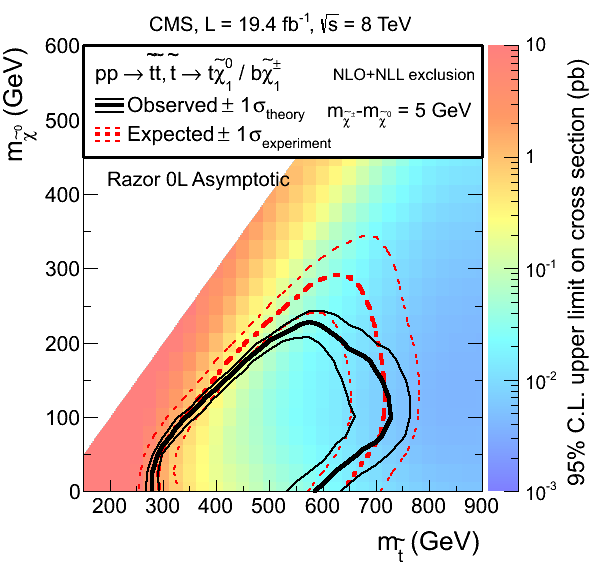 CMS, L = 19.4 fb⁻¹, √s = 8 TeV
pp → t̃t̃, t̃ → tχ̃⁰₁ / bχ̃±₁ NLO+NLL exclusion
Observed ± 1σ_theory m_χ̃± - m_χ̃⁰ = 5 GeV
Expected ± 1σ_experiment
Razor 0L Asymptotic
m_χ̃⁰ (GeV)
600
500
400
300
200
100
0
200 300 400 500 600 700 800 900
m_t̃ (GeV)
10
1
10⁻¹
10⁻²
10⁻³
95% C.L. upper limit on cross section (pb)